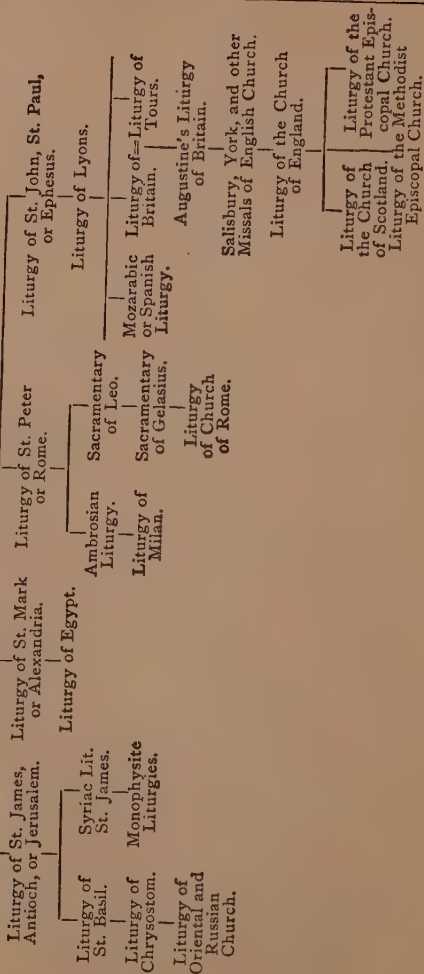 Liturgy of St. James,
Antioch, or Jerusalem.
Liturgy of
St. Basil.
Liturgy of
Chrysostom.
Liturgy of
Oriental and
Russian
Church.
Syriac Lit.
St. James.
Monophysite
Liturgies.
Liturgy of St. Mark
or Alexandria.
Liturgy of Egypt.
Liturgy of St. Peter
or Rome.
Ambrosian
Liturgy.
Liturgy of
Milan.
Sacramentary
of Leo.
Sacramentary
of Gelasius.
Liturgy
of Church
of Rome.
Liturgy of St. John, St. Paul,
or Ephesus.
Liturgy of Lyons.
Mozarabic
or Spanish
Liturgy.
Liturgy of==Liturgy of
Britain. Tours.
Augustine's Liturgy
of Britain.
Salisbury, York, and other
Missals of English Church.
Liturgy of the Church
of England.
Liturgy of
the Church
of Scotland.
Liturgy of the
Protestant Epis-
copal Church.
Liturgy of the Methodist
Episcopal Church.